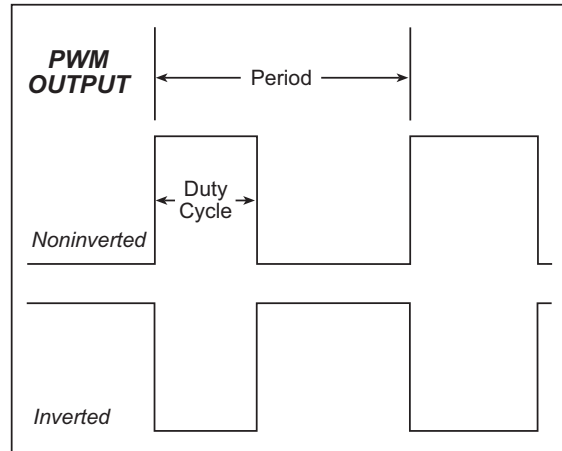 PWM
OUTPUT
Period
Duty
Cycle
Noninverted
Inverted